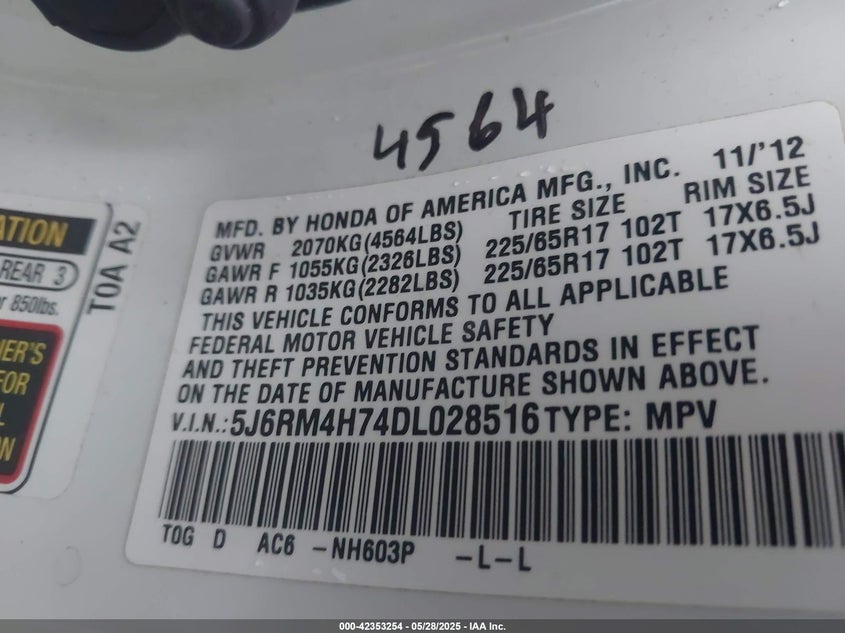 4564
MFD. BY HONDA OF AMERICA MFG., INC. 11/'12
GVWR 2070KG(4564LBS) TIRE SIZE RIM SIZE
GAWR F 1055KG(2326LBS) 225/65R17 102T 17X6.5J
GAWR R 1035KG(2282LBS) 225/65R17 102T 17X6.5J
THIS VEHICLE CONFORMS TO ALL APPLICABLE
FEDERAL MOTOR VEHICLE SAFETY
AND THEFT PREVENTION STANDARDS IN EFFECT
ON THE DATE OF MANUFACTURE SHOWN ABOVE.
V.I.N.:5J6RM4H74DL028516 TYPE: MPV
TOG D AC6 -NH603P -L-L
REAR 3
850lbs.
FOR
TOA A2
000-42353254 - 05/28/2025 - IAA Inc.